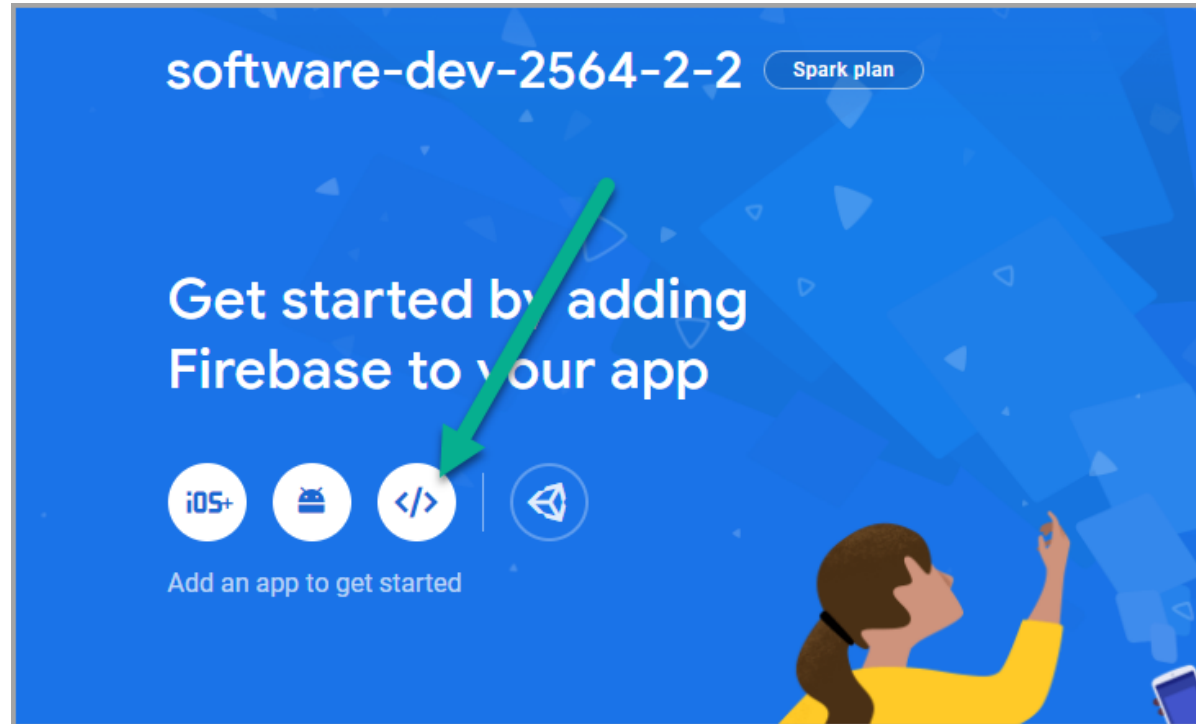 software-dev-2564-2-2 Spark plan
Get started by adding
Firebase to your app
iOS+ </>
Add an app to get started